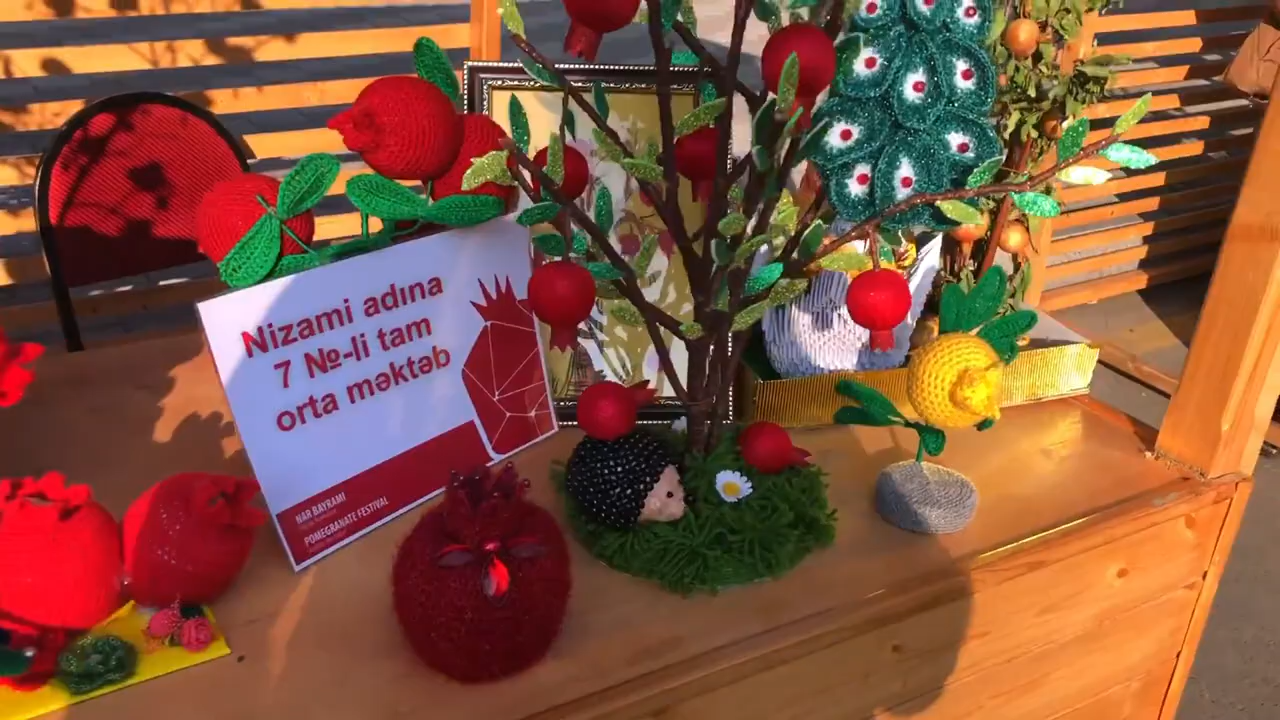 Nizami adına
7 №-li tam
orta məktəb
NAR BAYRAMI
POMEGRANATE FESTIVAL